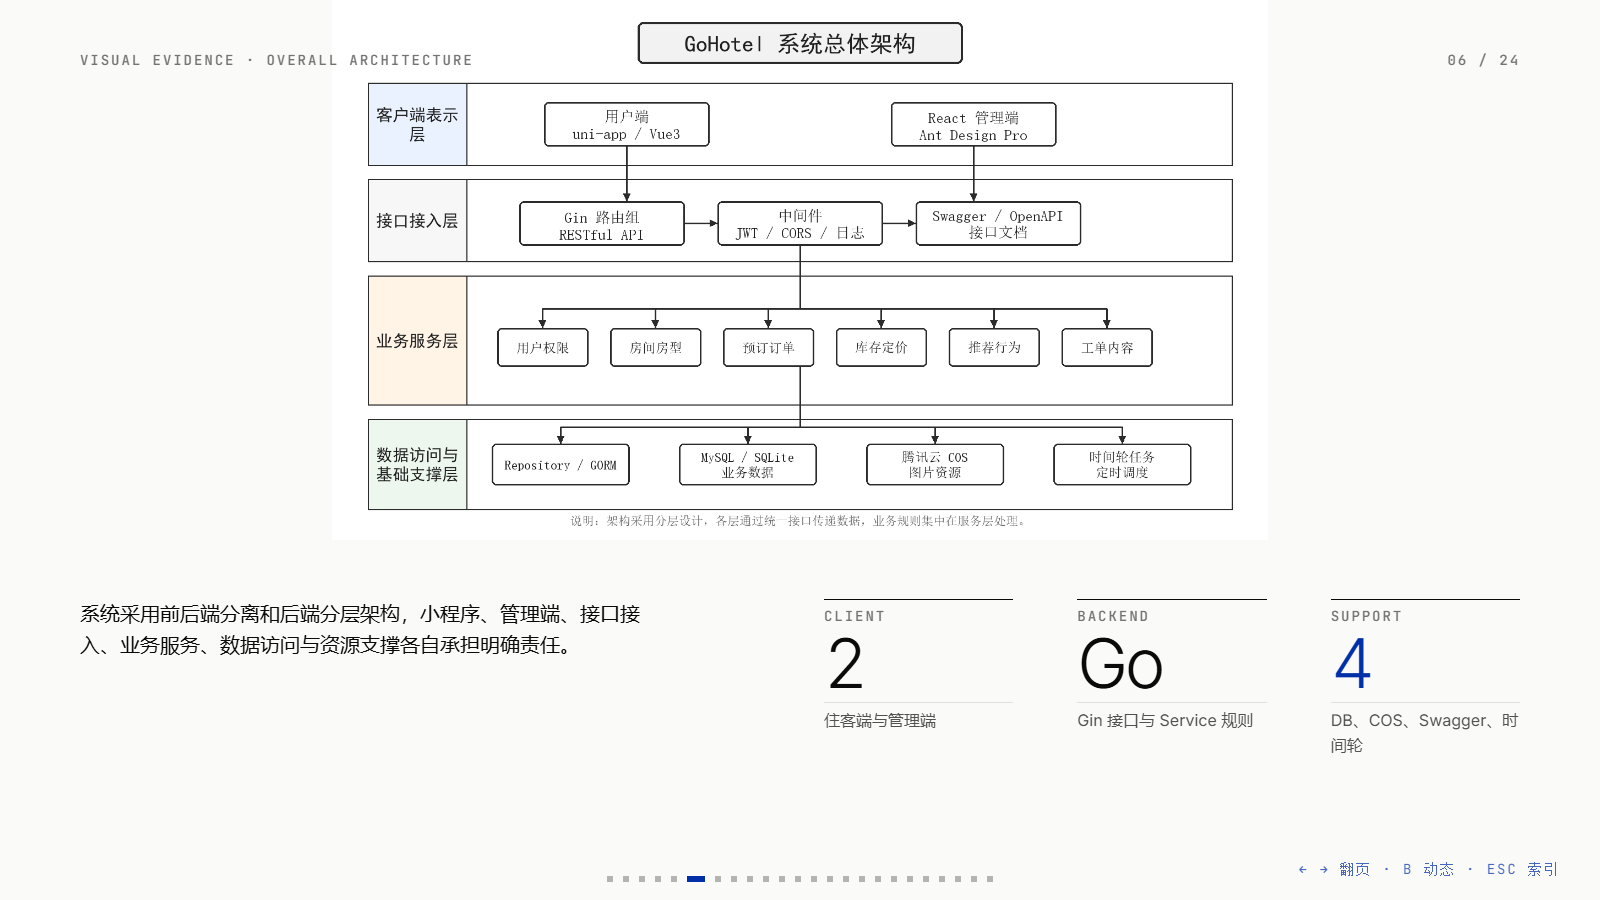 VISUAL EVIDENCE · OVERALL ARCHITECTURE
06 / 24
GoHotel 系统总体架构
客户端表示
层
用户端
uni-app / Vue3
React 管理端
Ant Design Pro
接口接入层
Gin 路由组
RESTful API
中间件
JWT / CORS / 日志
Swagger / OpenAPI
接口文档
业务服务层
用户权限
房间房型
预订订单
库存定价
推荐行为
工单内容
数据访问与
基础支撑层
Repository / GORM
MySQL / SQLite
业务数据
腾讯云 COS
图片资源
时间轮任务
定时调度
说明：架构采用分层设计，各层通过统一接口传递数据，业务规则集中在服务层处理。
系统采用前后端分离和后端分层架构，小程序、管理端、接口接
入、业务服务、数据访问与资源支撑各自承担明确责任。
CLIENT
2
住客端与管理端
BACKEND
Go
Gin 接口与 Service 规则
SUPPORT
4
DB、COS、Swagger、时
间轮
← → 翻页 · B 动态 · ESC 索引